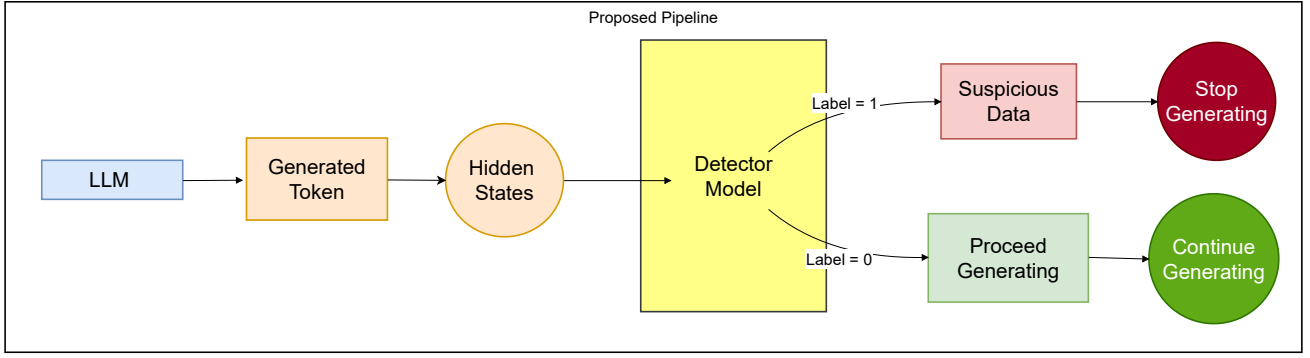 Proposed Pipeline
LLM
Generated
Token
Hidden
States
Detector
Model
Label = 1
Suspicious
Data
Stop
Generating
Label = 0
Proceed
Generating
Continue
Generating